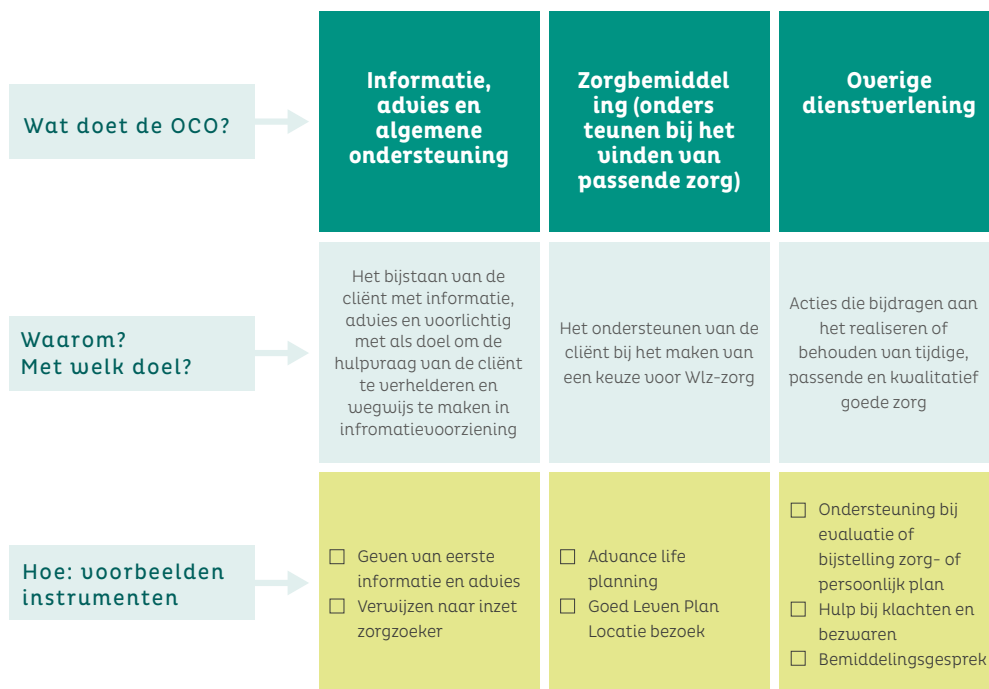 Wat doet de OCO?
Informatie,
advies en
algemene
ondersteuning
Zorgbemiddel
ing (onders
teunen bij het
vinden van
passende zorg)
Overige
dienstverlening
Waarom?
Met welk doel?
Het bijstaan van de
cliënt met informatie,
advies en voorlichtig
met als doel om de
hulpvraag van de cliënt
te verhelderen en
wegwijs te maken in
infromatievoorziening
Het ondersteunen van de
cliënt bij het maken van
een keuze voor Wlz-zorg
Acties die bijdragen aan
het realiseren of
behouden van tijdige,
passende en kwalitatief
goede zorg
Hoe: voorbeelden
instrumenten
☐ Geven van eerste
informatie en advies
☐ Verwijzen naar inzet
zorgzoeker
☐ Advance life
planning
☐ Goed Leven Plan
Locatie bezoek
☐ Ondersteuning bij
evaluatie of
bijstelling zorg- of
persoonlijk plan
☐ Hulp bij klachten en
bezwaren
☐ Bemiddelingsgesprek